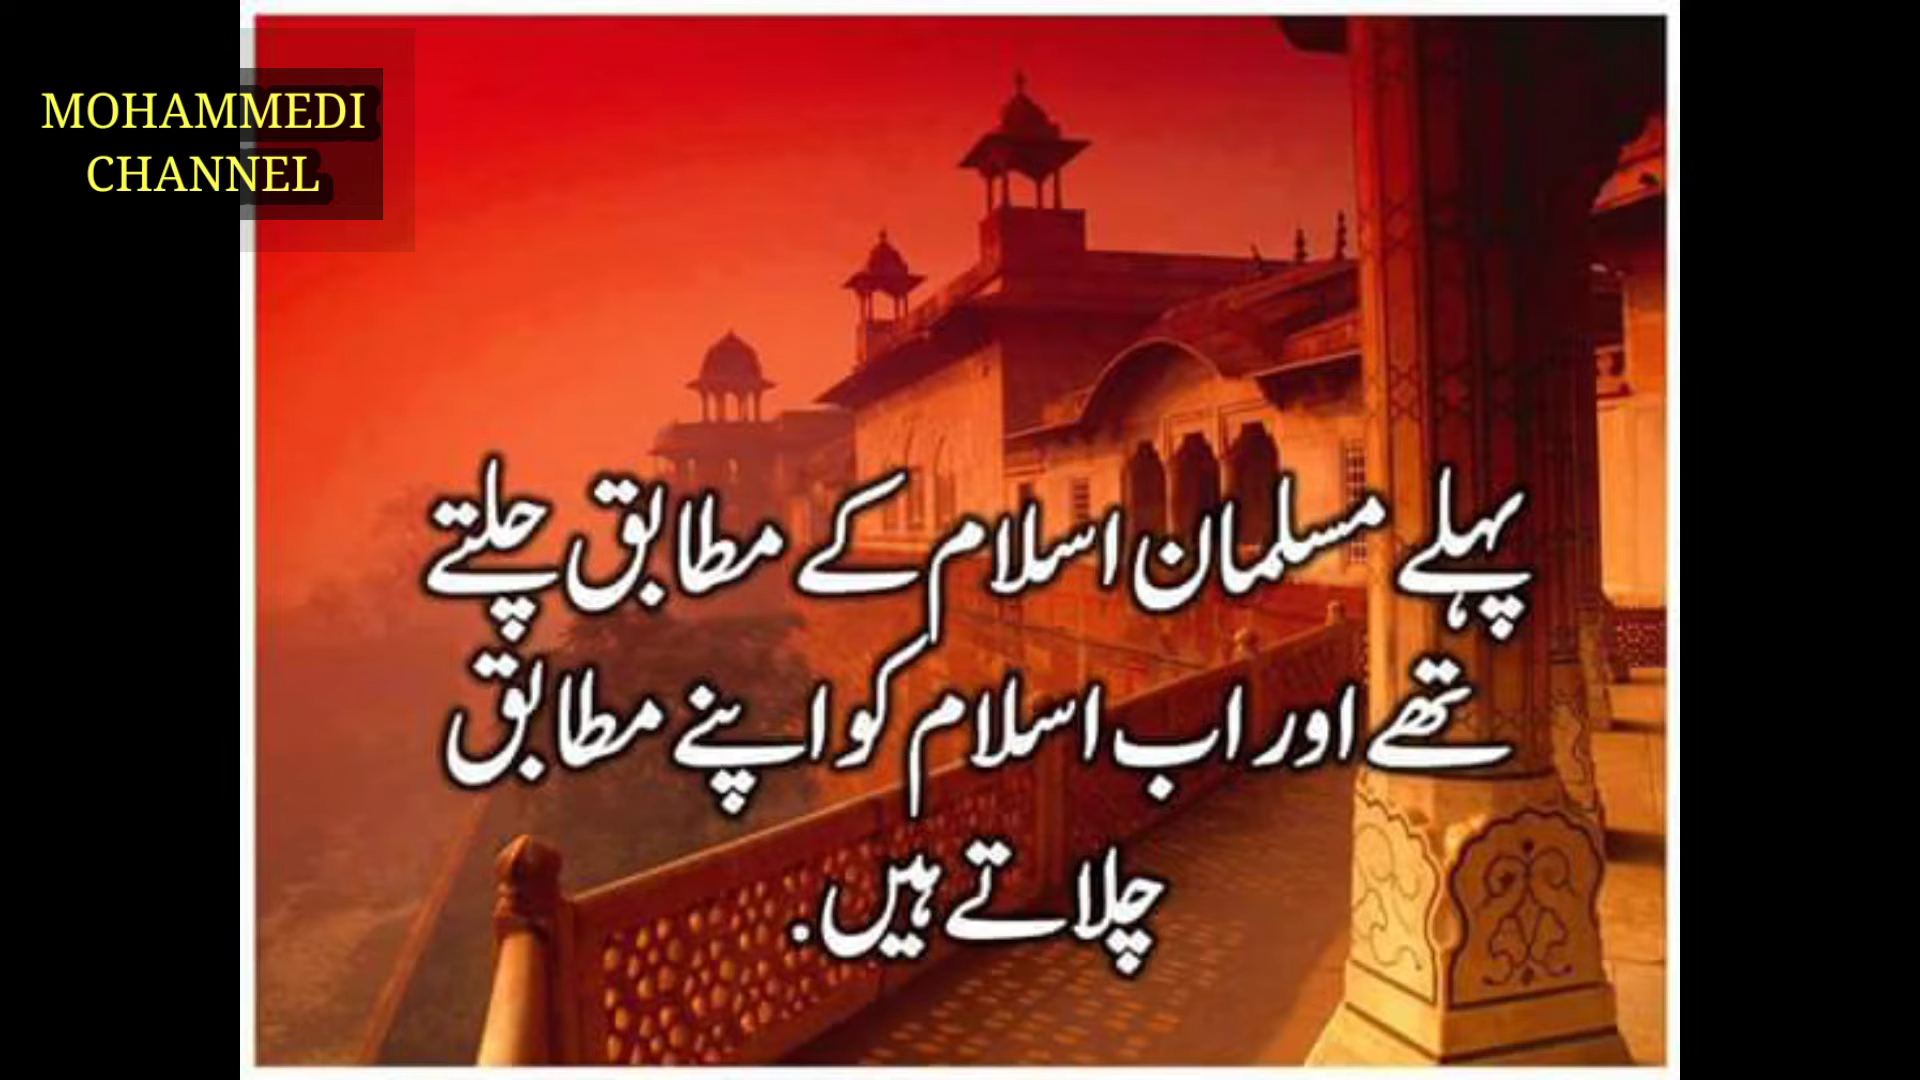 MOHAMMEDI
CHANNEL
پہلے مسلمان اسلام کے مطابق چلتے
تھے اور اب اسلام کو اپنے مطابق
چلاتے ہیں.